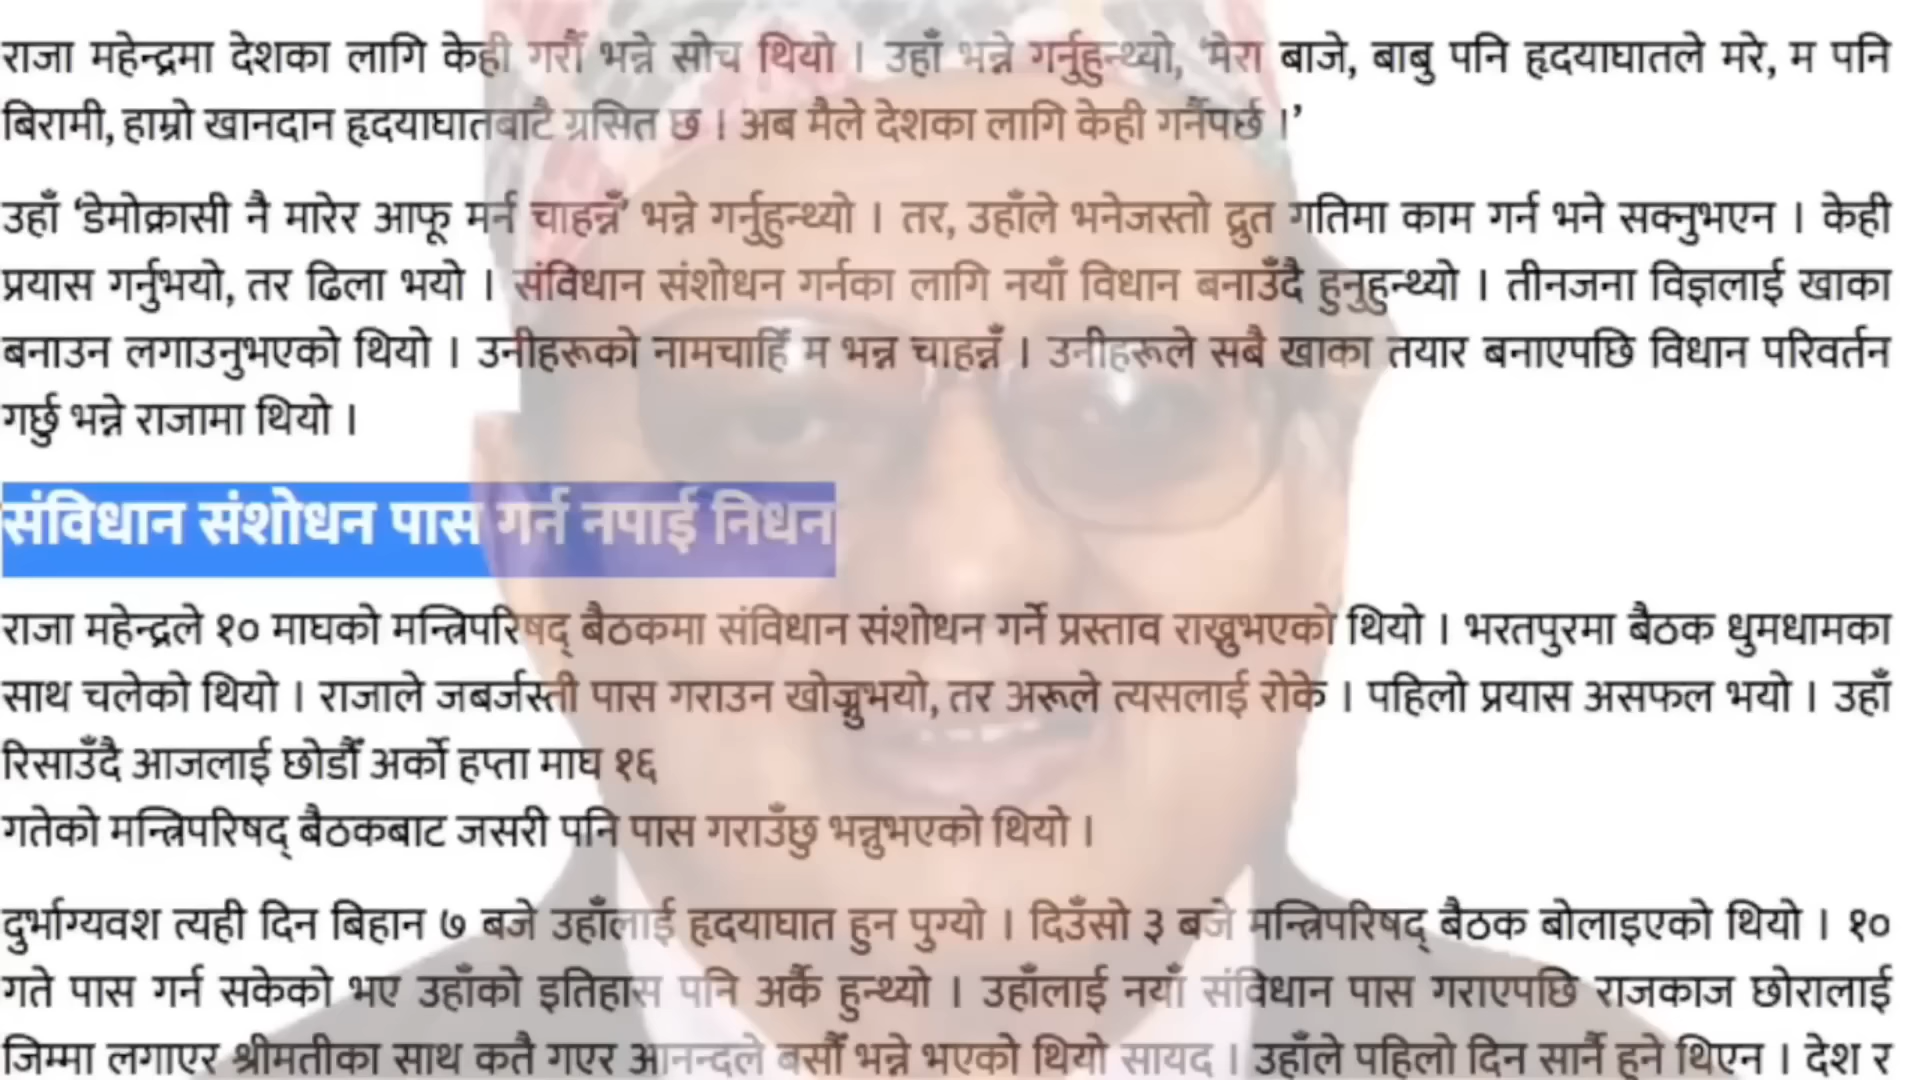 राजा महेन्द्रमा देशका लागि केही गरौँ भन्ने सोच थियो । उहाँ भन्ने गर्नुहुन्थ्यो, ‘मेरा बाजे, बाबु पनि हृदयाघातले मरे, म पनि
बिरामी, हाम्रो खानदान हृदयाघातबाटै ग्रसित छ । अब मैले देशका लागि केही गर्नैपर्छ ।’
उहाँ ‘डेमोक्रासी नै मारेर आफू मर्न चाहन्नँ’ भन्ने गर्नुहुन्थ्यो । तर, उहाँले भनेजस्तो द्रुत गतिमा काम गर्न भने सक्नुभएन । केही
प्रयास गर्नुभयो, तर ढिला भयो । संविधान संशोधन गर्नका लागि नयाँ विधान बनाउँदै हुनुहुन्थ्यो । तीनजना विज्ञलाई खाका
बनाउन लगाउनुभएको थियो । उनीहरूको नामचाहिँ म भन्न चाहन्नँ । उनीहरूले सबै खाका तयार बनाएपछि विधान परिवर्तन
गर्छु भन्ने राजामा थियो ।
संविधान संशोधन पास गर्न नपाई निधन
राजा महेन्द्रले १० माघको मन्त्रिपरिषद् बैठकमा संविधान संशोधन गर्ने प्रस्ताव राख्नुभएको थियो । भरतपुरमा बैठक धुमधामका
साथ चलेको थियो । राजाले जबर्जस्ती पास गराउन खोज्नुभयो, तर अरूले त्यसलाई रोके । पहिलो प्रयास असफल भयो । उहाँ
रिसाउँदै आजलाई छोडौँ अर्को हप्ता माघ १६
गतेको मन्त्रिपरिषद् बैठकबाट जसरी पनि पास गराउँछु भन्नुभएको थियो ।
दुर्भाग्यवश त्यही दिन बिहान ७ बजे उहाँलाई हृदयाघात हुन पुग्यो । दिउँसो ३ बजे मन्त्रिपरिषद् बैठक बोलाइएको थियो । १०
गते पास गर्न सकेको भए उहाँको इतिहास पनि अर्कै हुन्थ्यो । उहाँलाई नयाँ संविधान पास गराएपछि राजकाज छोरालाई
जिम्मा लगाएर श्रीमतीका साथ कतै गएर आनन्दले बसौँ भन्ने भएको थियो सायद । उहाँले पहिलो दिन सार्नै हुने थिएन । देश र